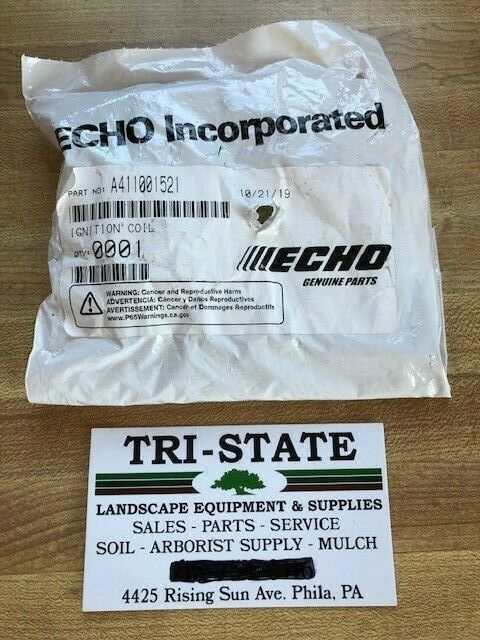 ECHO Incorporated
PART NO: A411001521
10/21/19
IGNITION COIL
QTY: 0001
ECHO
GENUINE PARTS
WARNING: Cancer and Reproductive Harm
ADVERTENCIA: Cáncer y Daños Reproductivos
AVERTISSEMENT: Cancer et Dommages Reproductifs
www.P65Warnings.ca.gov
TRI-STATE
LANDSCAPE EQUIPMENT & SUPPLIES
SALES - PARTS - SERVICE
SOIL - ARBORIST SUPPLY - MULCH
4425 Rising Sun Ave. Phila, PA